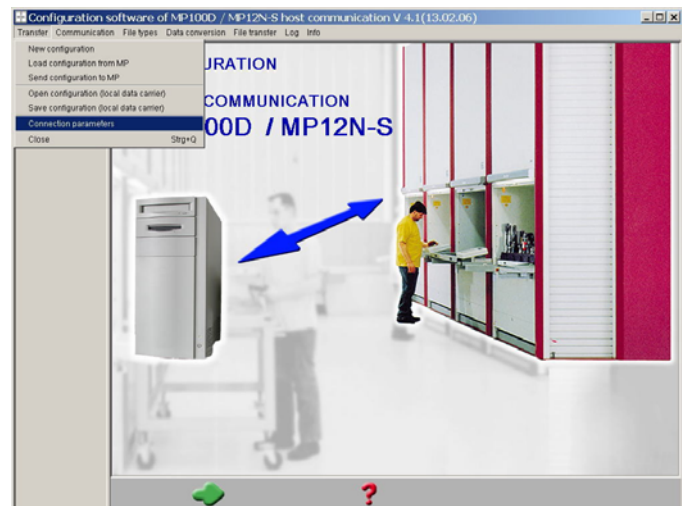 Configuration software of MP100D / MP12N-S host communication V 4.1(13.02.06)
Transfer Communication File types Data conversion File transfer Log Info
New configuration
Load configuration from MP
Send configuration to MP
Open configuration (local data carrier)
Save configuration (local data carrier)
Connection parameters
Close Strg+Q
URATION
COMMUNICATION
00D / MP12N-S
?